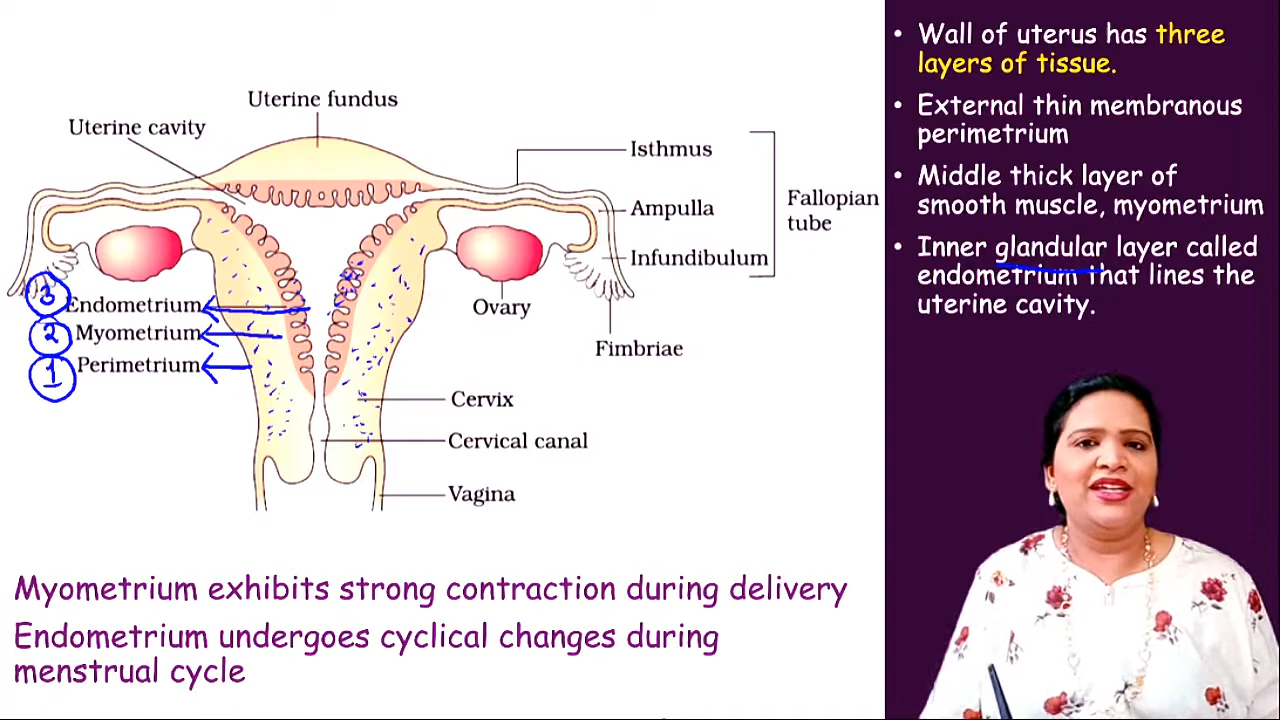 Uterine fundus
Uterine cavity
Isthmus
Ampulla
Infundibulum
Fallopian
tube
Ovary
Fimbriae
3
Endometrium
2
Myometrium
1
Perimetrium
Cervix
Cervical canal
Vagina
Myometrium exhibits strong contraction during delivery
Endometrium undergoes cyclical changes during
menstrual cycle
• Wall of uterus has three
layers of tissue.
• External thin membranous
perimetrium
• Middle thick layer of
smooth muscle, myometrium
• Inner glandular layer called
endometrium that lines the
uterine cavity.